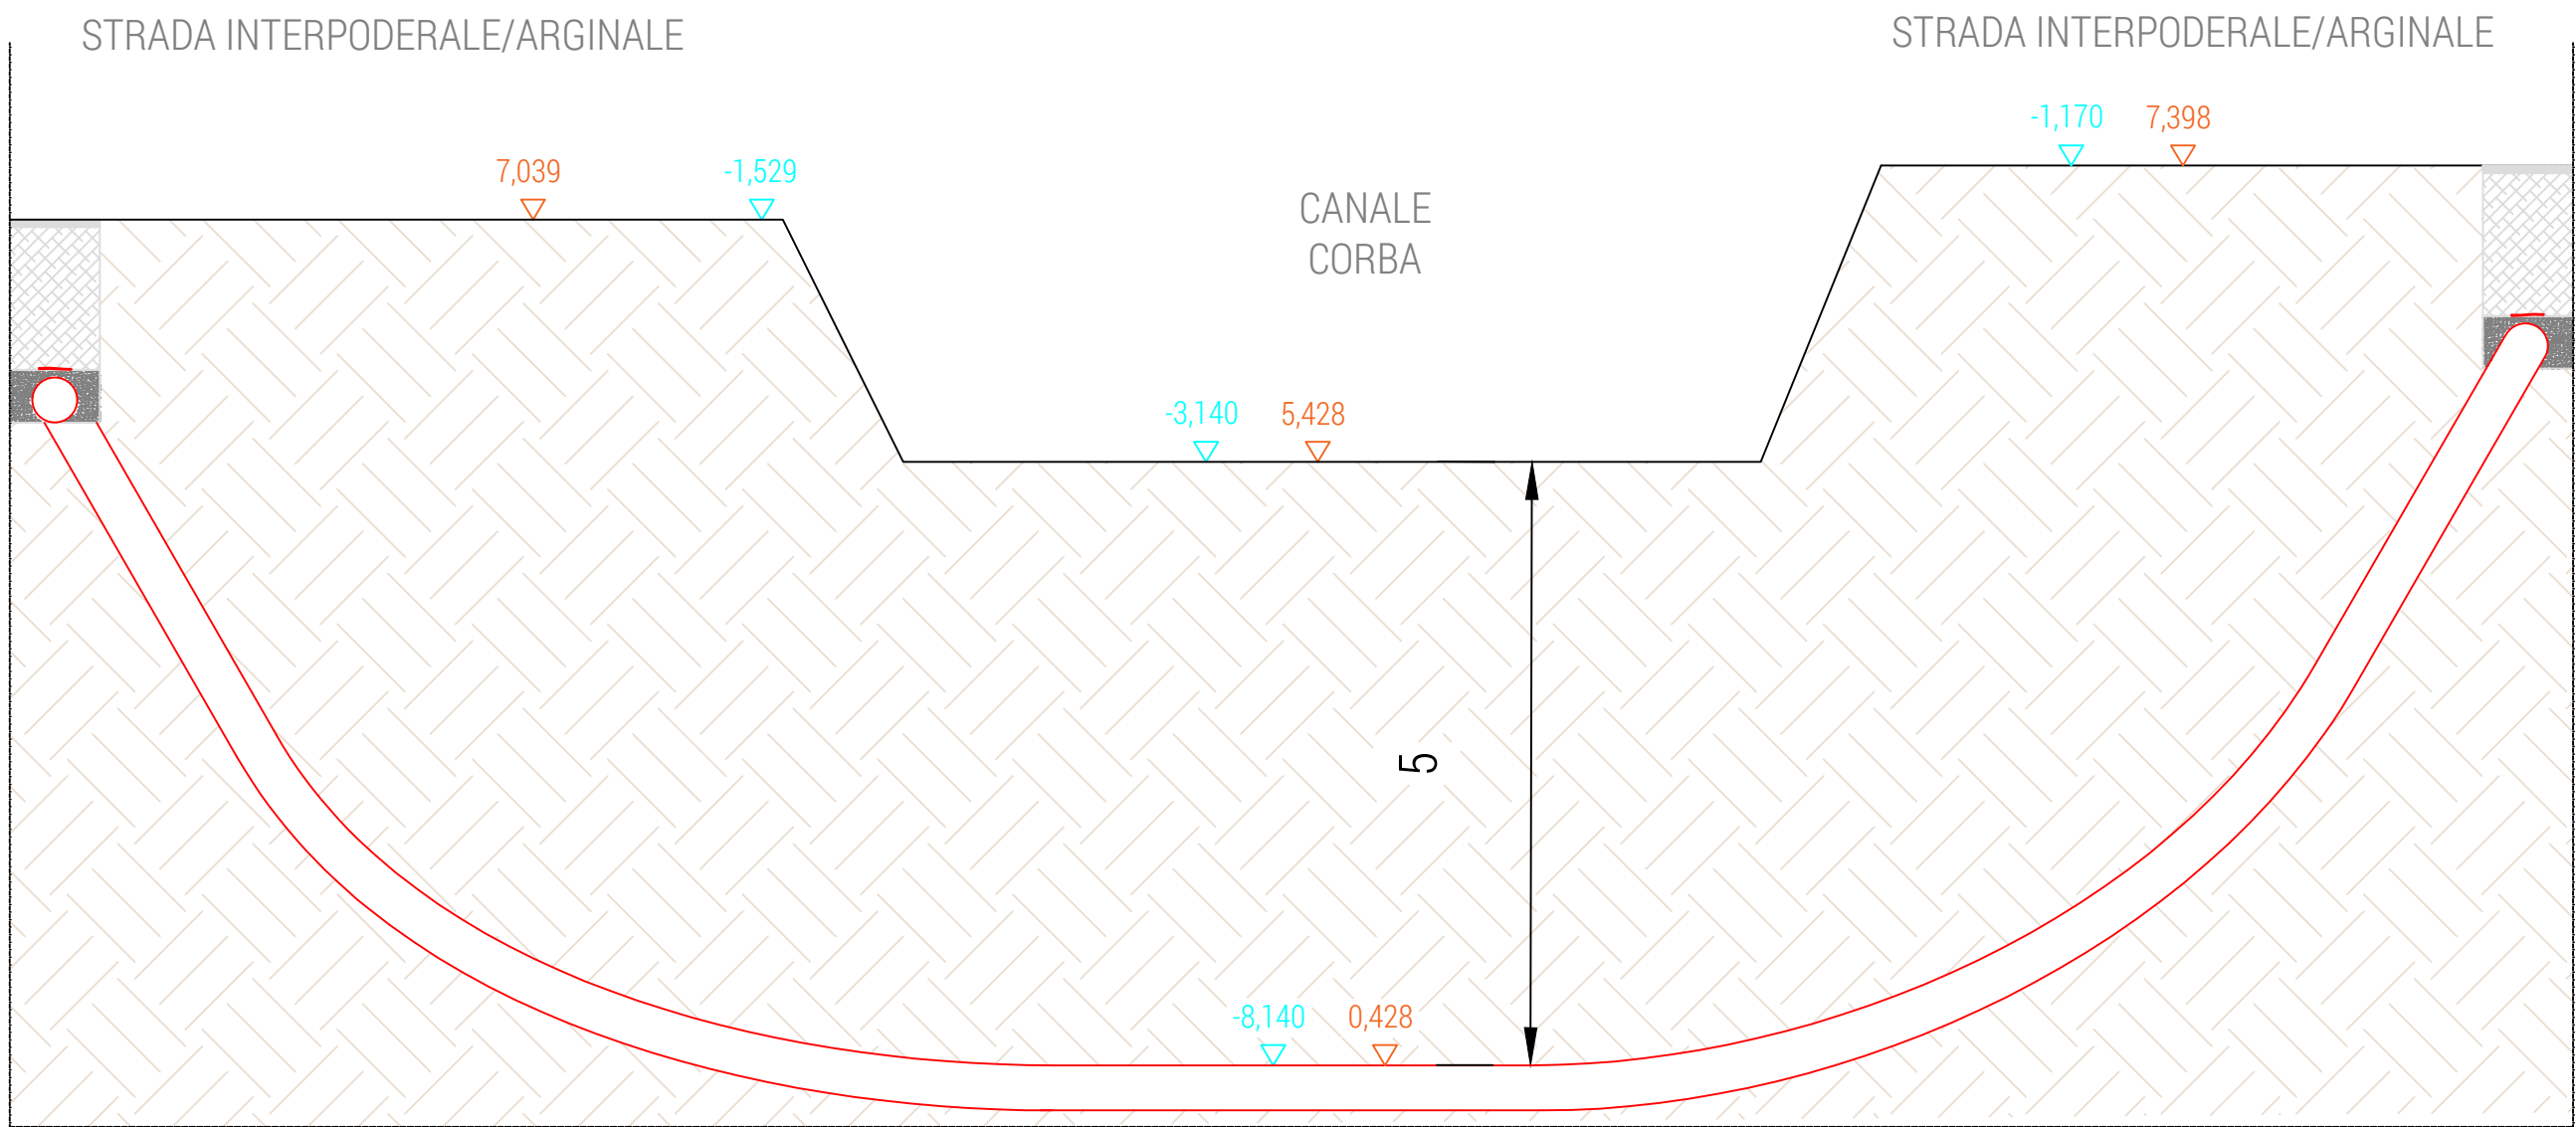 STRADA INTERPODERALE/ARGINALE
STRADA INTERPODERALE/ARGINALE
-1,170 7,398
7,039 -1,529
CANALE
CORBA
-3,140 5,428
5
-8,140 0,428